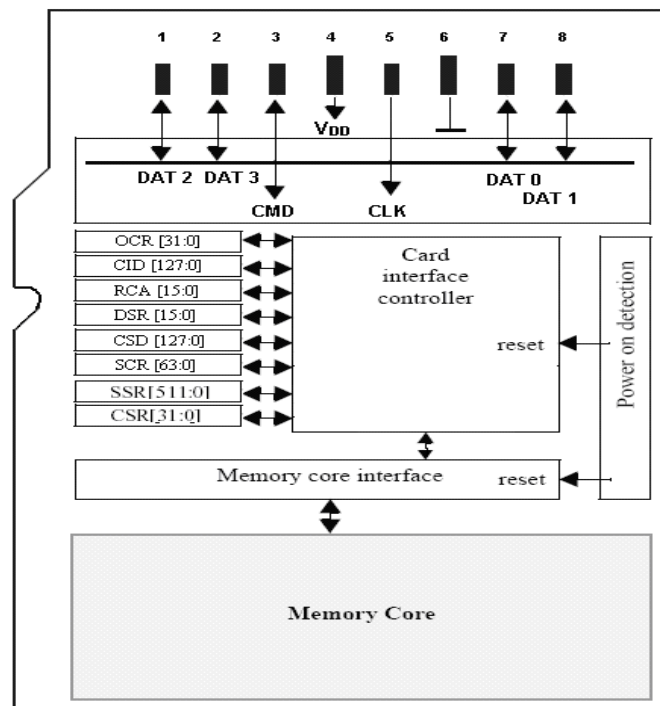 1 2 3 4 5 6 7 8
VDD
DAT 2 DAT 3 DAT 0
DAT 1
CMD CLK
OCR [31:0]
CID [127:0]
RCA [15:0]
DSR [15:0]
CSD [127:0]
SCR [63:0]
SSR[511:0]
CSR[31:0]
Card
interface
controller
reset
Power on detection
Memory core interface
reset
Memory Core